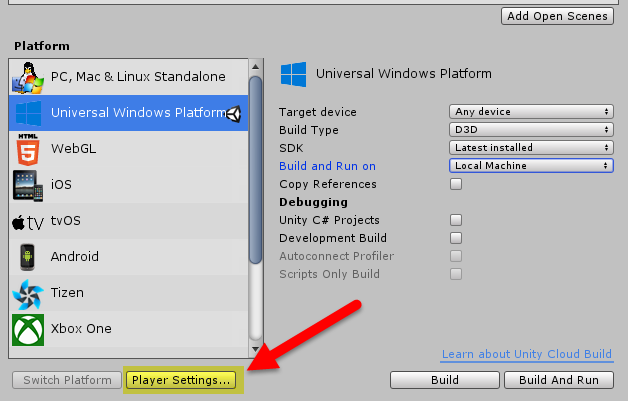 Add Open Scenes
Platform
PC, Mac & Linux Standalone
Universal Windows Platform
HTML
5
WebGL
iOS
tv
tvOS
Android
Tizen
Xbox One
Universal Windows Platform
Target device
Any device
Build Type
D3D
SDK
Latest installed
Build and Run on
Local Machine
Copy References
Debugging
Unity C# Projects
Development Build
Autoconnect Profiler
Scripts Only Build
Learn about Unity Cloud Build
Switch Platform
Player Settings...
Build
Build And Run